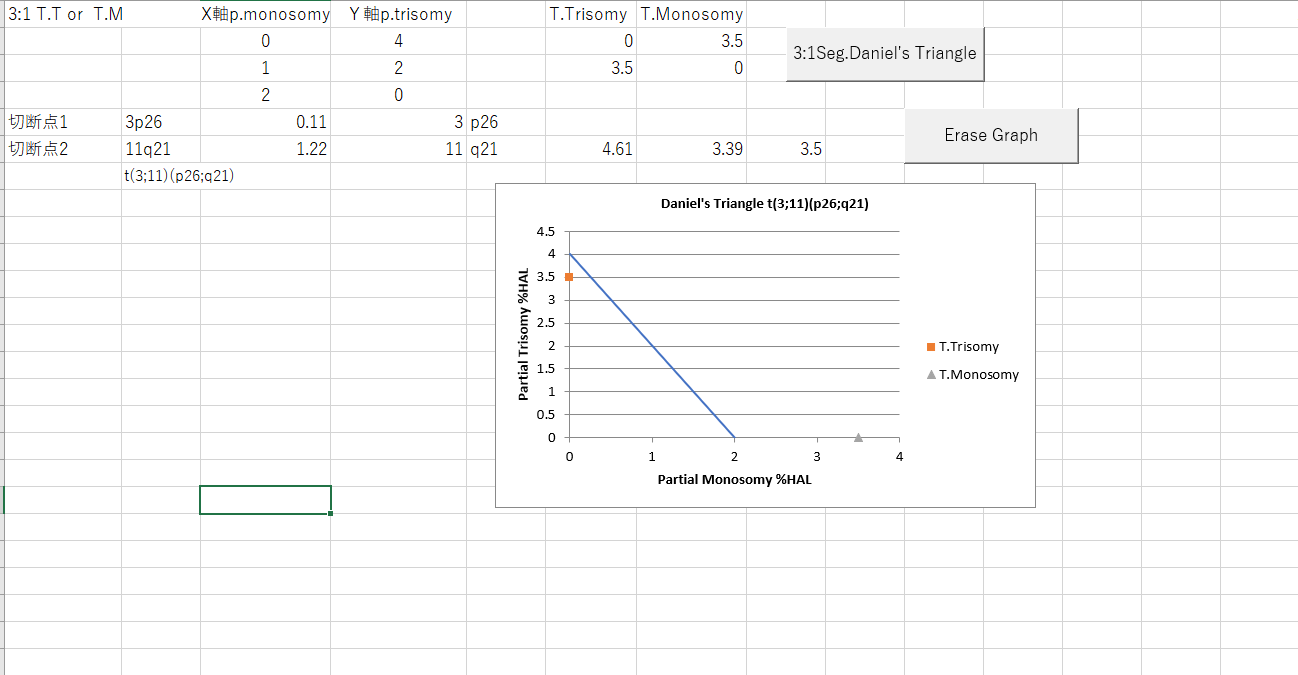 3:1 T.T or T.M X軸p.monosomy Y 軸p.trisomy T.Trisomy T.Monosomy
0 4 0 3.5
3:1Seg.Daniel's Triangle
1 2 3.5 0
2 0
切断点1 3p26 0.11 3 p26
Erase Graph
切断点2 11q21 1.22 11 q21 4.61 3.39 3.5
t(3;11)(p26;q21)
Daniel's Triangle t(3;11)(p26;q21)
Partial Trisomy %HAL
4.5
4
3.5
3
2.5
2
1.5
1
0.5
0
0 1 2 3 4
Partial Monosomy %HAL
T.Trisomy
T.Monosomy